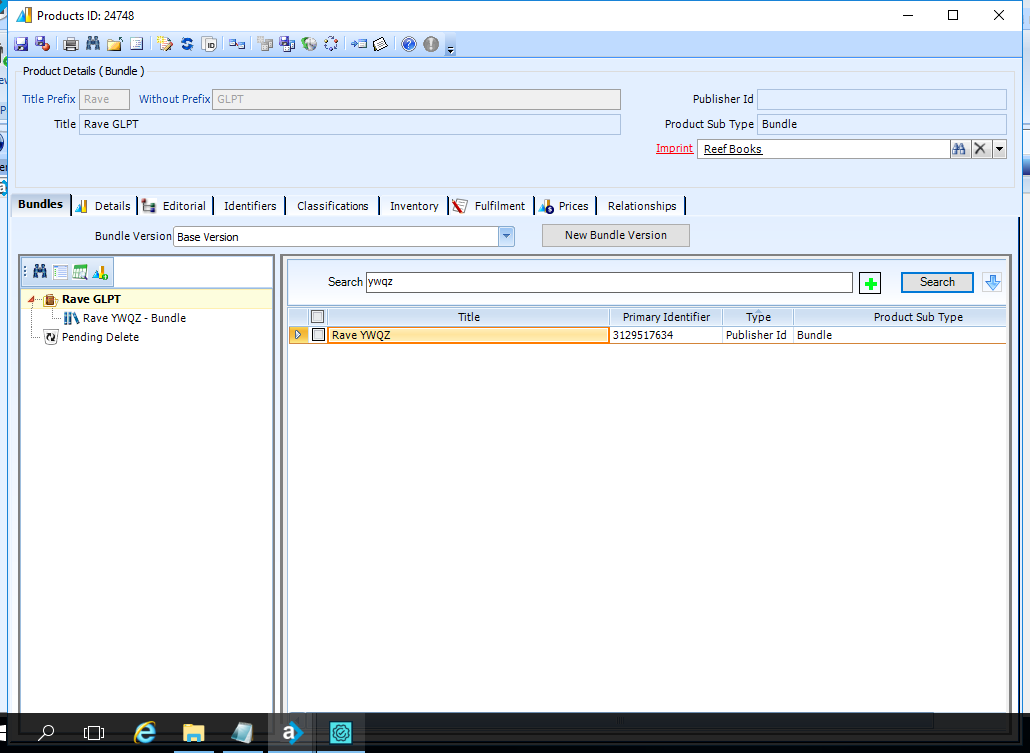 Products ID: 24748
Product Details ( Bundle )
Title Prefix Rave Without Prefix GLPT Publisher Id
Title Rave GLPT Product Sub Type Bundle
Imprint Reef Books
Bundles Details Editorial Identifiers Classifications Inventory Fulfilment Prices Relationships
Bundle Version Base Version New Bundle Version
Search ywqz Search
Title Primary Identifier Type Product Sub Type
Rave YWQZ 3129517634 Publisher Id Bundle
Rave GLPT
Rave YWQZ - Bundle
Pending Delete